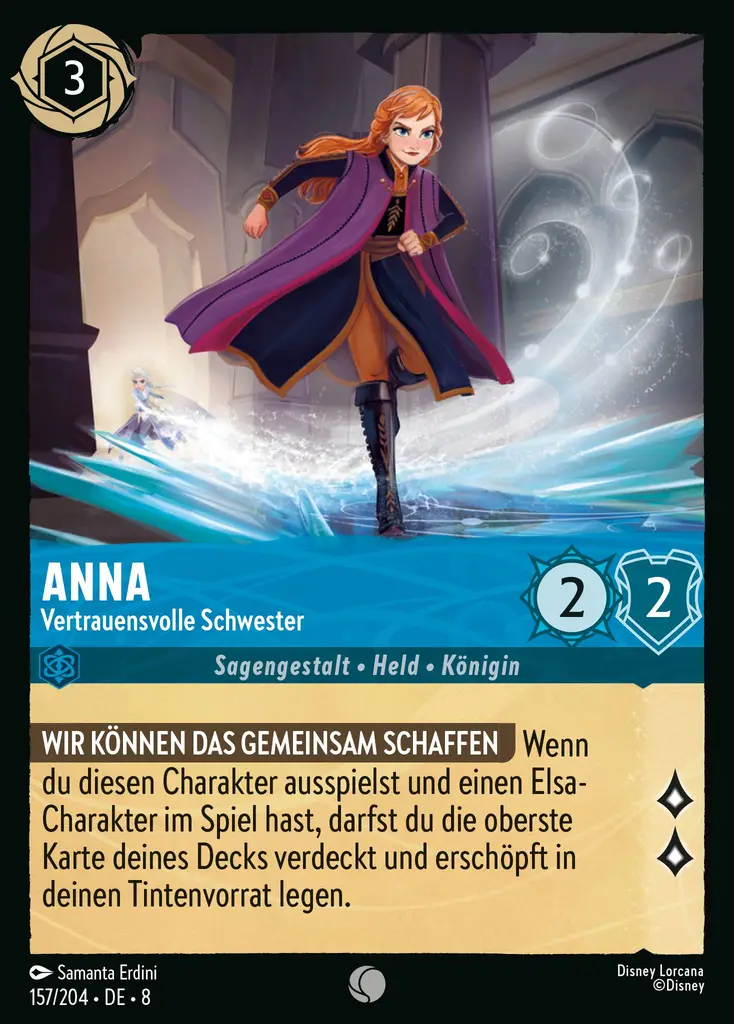 3
ANNA
Vertrauensvolle Schwester
2
2
Sagengestalt • Held • Königin
WIR KÖNNEN DAS GEMEINSAM SCHAFFEN Wenn
du diesen Charakter ausspielst und einen Elsa-
Charakter im Spiel hast, darfst du die oberste
Karte deines Decks verdeckt und erschöpft in
deinen Tintenvorrat legen.
Samanta Erdini
157/204 • DE • 8
Disney Lorcana
©Disney